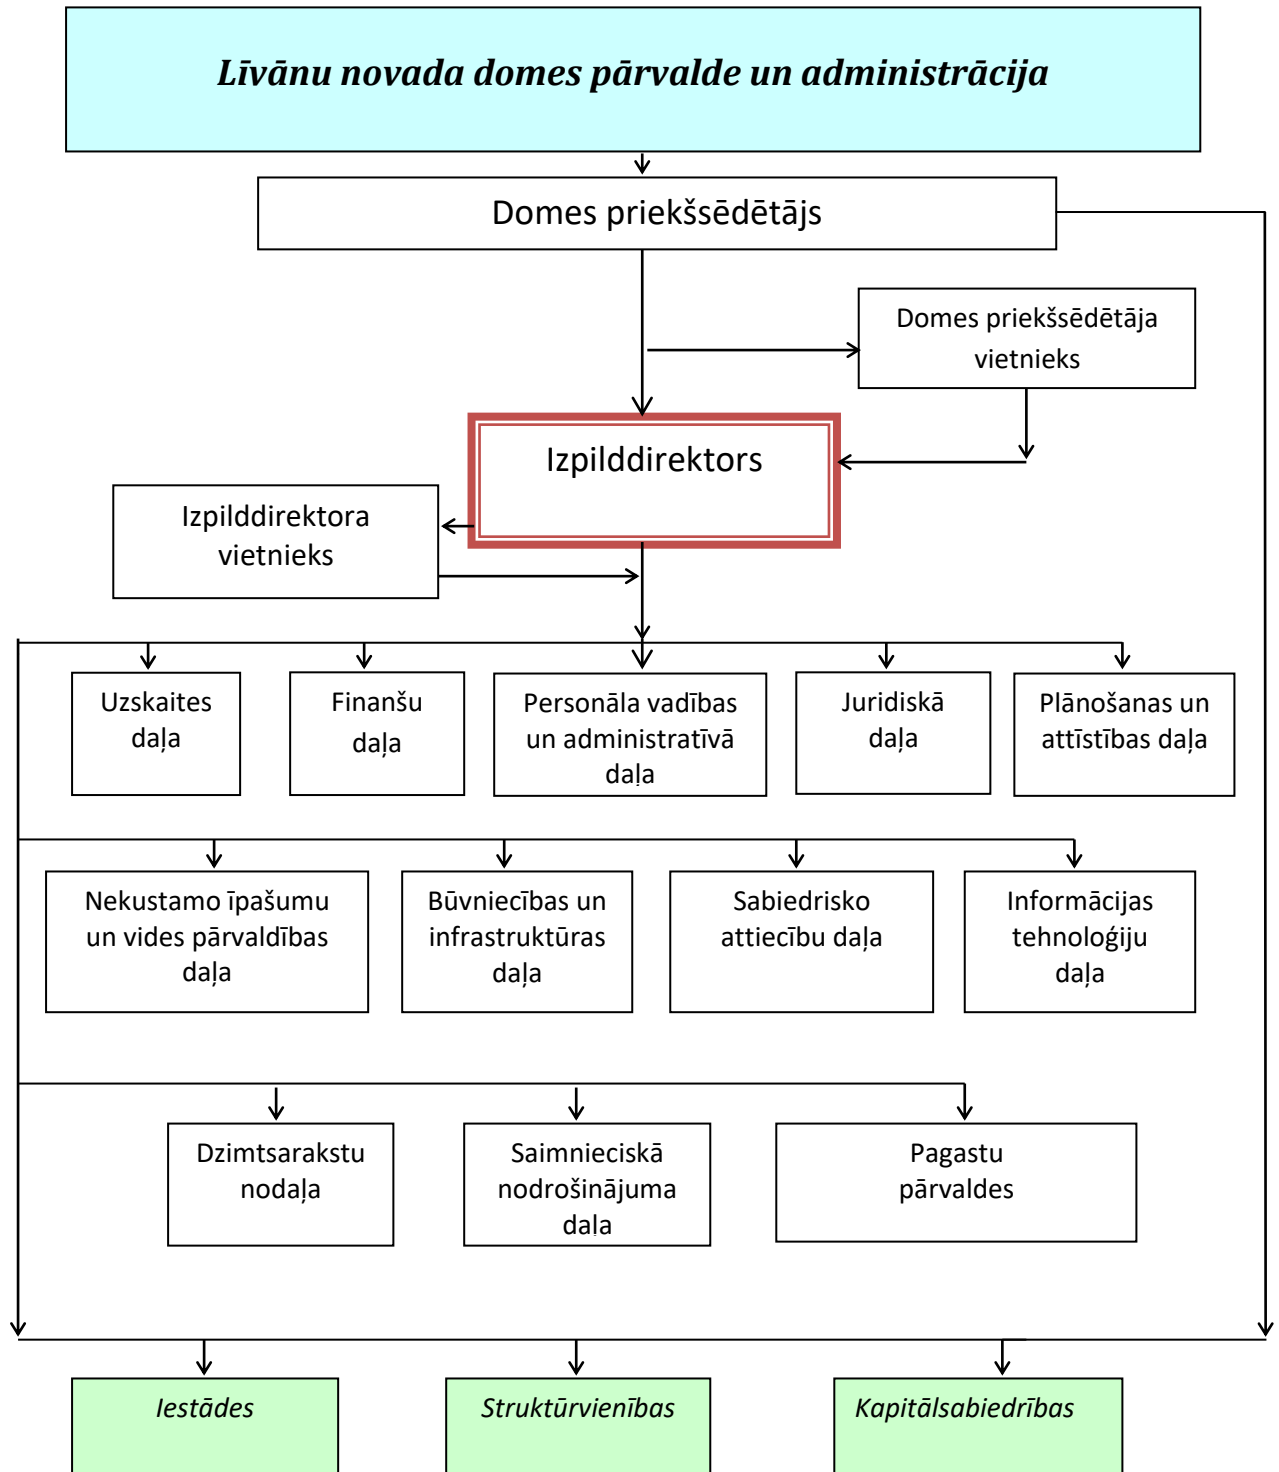 Līvānu novada domes pārvalde un administrācija
Domes priekšsēdētājs
Domes priekšsēdētāja
vietnieks
Izpilddirektors
Izpilddirektora
vietnieks
Uzskaites
daļa
Finanšu
daļa
Personāla vadības
un administratīvā
daļa
Juridiskā
daļa
Plānošanas un
attīstības daļa
Nekustamo īpašumu
un vides pārvaldības
daļa
Būvniecības un
infrastruktūras
daļa
Sabiedrisko
attiecību daļa
Informācijas
tehnoloģiju
daļa
Dzimtsarakstu
nodaļa
Saimnieciskā
nodrošinājuma
daļa
Pagastu
pārvaldes
Iestādes
Struktūrvienības
Kapitālsabiedrības